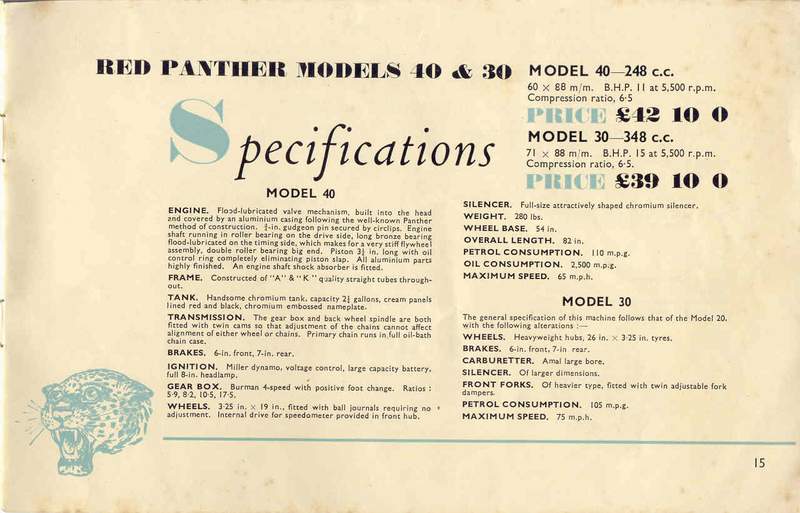 RED PANTHER MODELS 40 & 30
Specifications
MODEL 40—248 c.c.
60 × 88 m/m. B.H.P. 11 at 5,500 r.p.m.
Compression ratio, 6·5
PRICE £42 10 0
MODEL 30—348 c.c.
71 × 88 m/m. B.H.P. 15 at 5,500 r.p.m.
Compression ratio, 6·5.
PRICE £39 10 0
MODEL 40
ENGINE. Flood-lubricated valve mechanism, built into the head
and covered by an aluminium casing following the well-known Panther
method of construction. ¾-in. gudgeon pin secured by circlips. Engine
shaft running in roller bearing on the drive side, long bronze bearing
flood-lubricated on the timing side, which makes for a very stiff flywheel
assembly, double roller bearing big end. Piston 3½ in. long with oil
control ring completely eliminating piston slap. All aluminium parts
highly finished. An engine shaft shock absorber is fitted.
FRAME. Constructed of "A" & "K" quality straight tubes through-
out.
TANK. Handsome chromium tank, capacity 2½ gallons, cream panels
lined red and black, chromium embossed nameplate.
TRANSMISSION. The gear box and back wheel spindle are both
fitted with twin cams so that adjustment of the chains cannot affect
alignment of either wheel or chains. Primary chain runs in full oil-bath
chain case.
BRAKES. 6-in. front, 7-in. rear.
IGNITION. Miller dynamo, voltage control, large capacity battery,
full 8-in. headlamp.
GEAR BOX. Burman 4-speed with positive foot change. Ratios :
5·9, 8·2, 10·5, 17·5.
WHEELS. 3·25 in. × 19 in., fitted with ball journals requiring no
adjustment. Internal drive for speedometer provided in front hub.
SILENCER. Full-size attractively shaped chromium silencer.
WEIGHT. 280 lbs.
WHEEL BASE. 54 in.
OVERALL LENGTH. 82 in.
PETROL CONSUMPTION. 110 m.p.g.
OIL CONSUMPTION. 2,500 m.p.g.
MAXIMUM SPEED. 65 m.p.h.
MODEL 30
The general specification of this machine follows that of the Model 20,
with the following alterations :—
WHEELS. Heavyweight hubs, 26 in. × 3·25 in. tyres.
BRAKES. 6-in. front, 7-in rear.
CARBURETTER. Amal large bore.
SILENCER. Of larger dimensions.
FRONT FORKS. Of heavier type, fitted with twin adjustable fork
dampers.
PETROL CONSUMPTION. 105 m.p.g.
MAXIMUM SPEED. 75 m.p.h.
15